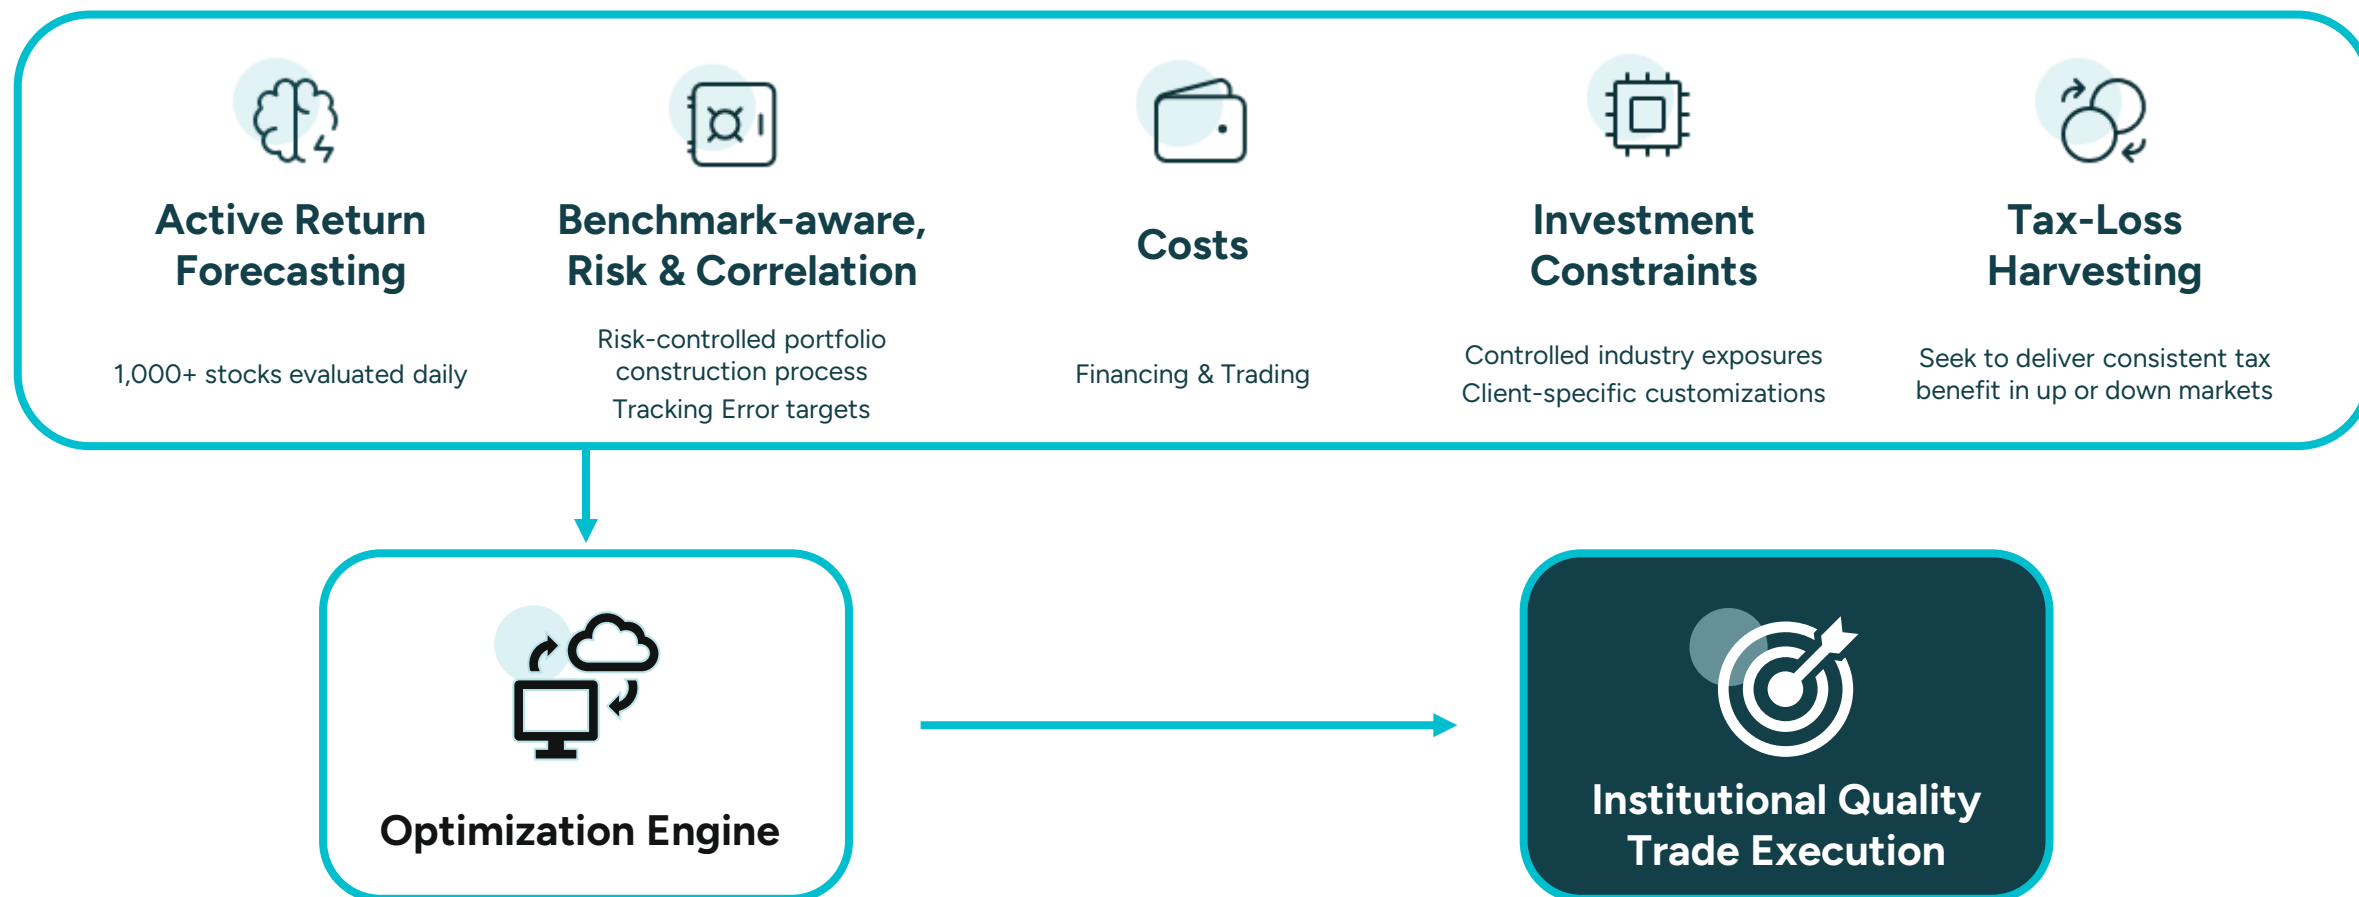 Active Return
Forecasting
1,000+ stocks evaluated daily
Benchmark-aware,
Risk & Correlation
Risk-controlled portfolio
construction process
Tracking Error targets
Costs
Financing & Trading
Investment
Constraints
Controlled industry exposures
Client-specific customizations
Tax-Loss
Harvesting
Seek to deliver consistent tax
benefit in up or down markets
Optimization Engine
Institutional Quality
Trade Execution